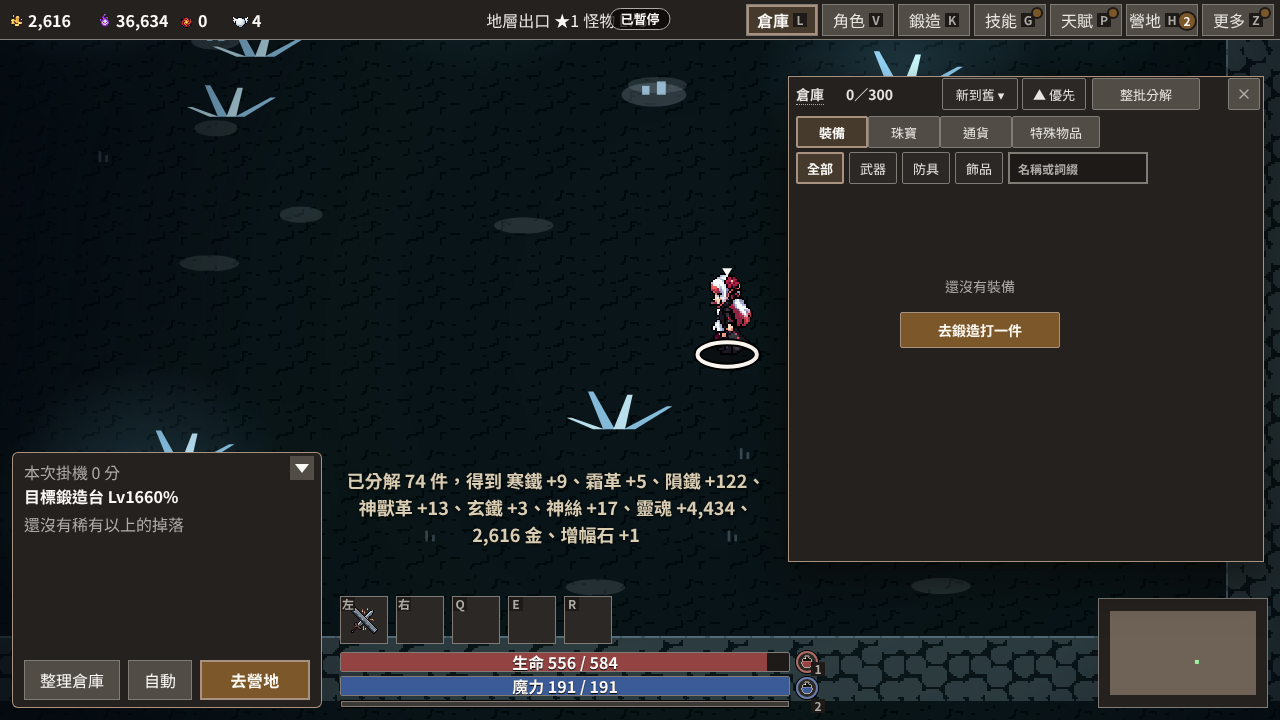 2,616 36,634 0 4
地層出口 ★1 怪物
已暫停
倉庫 L
角色 V
鍛造 K
技能 G
天賦 P
營地 H 2
更多 Z
倉庫 0／300 新到舊 ▾ ▲優先 整批分解 ✕
裝備 珠寶 通貨 特殊物品
全部 武器 防具 飾品 名稱或詞綴
還沒有裝備
去鍛造打一件
已分解 74 件，得到 寒鐵 +9、霜革 +5、隕鐵 +122、
神獸革 +13、玄鐵 +3、神絲 +17、靈魂 +4,434、
2,616 金、增幅石 +1
本次掛機 0 分
目標鍛造台 Lv1660%
還沒有稀有以上的掉落
整理倉庫 自動 去營地
左 右 Q E R
生命 556 / 584 1
魔力 191 / 191 2